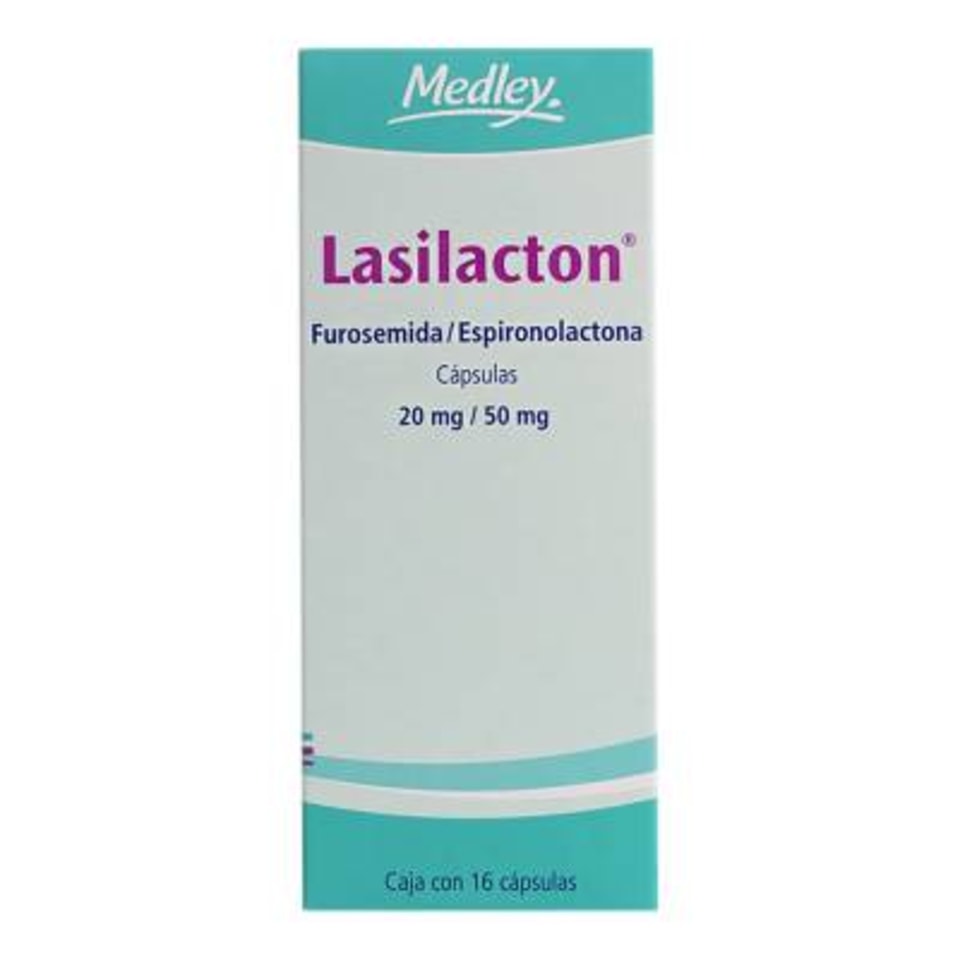 Medley.
Lasilacton®
Furosemida/Espironolactona
Cápsulas
20 mg / 50 mg
Caja con 16 cápsulas